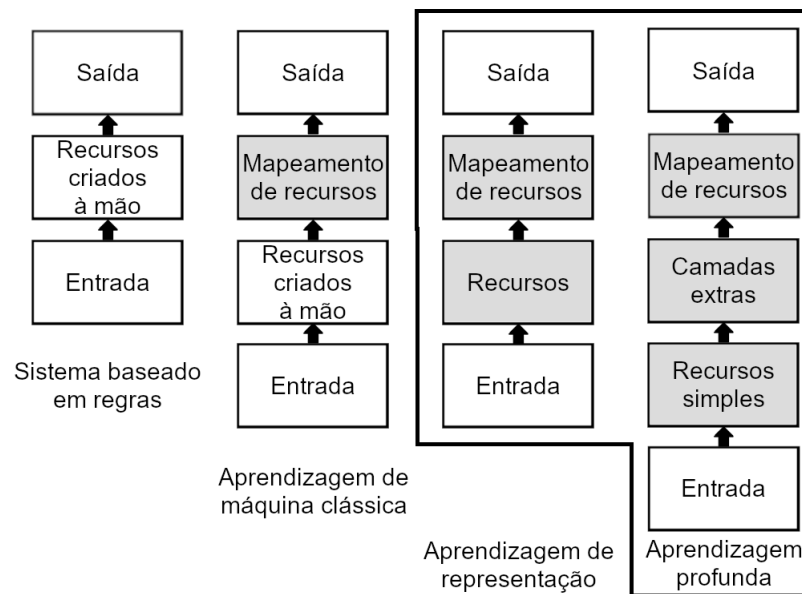 Saída
Recursos
criados
à mão
Entrada
Sistema baseado
em regras
Saída
Mapeamento
de recursos
Recursos
criados
à mão
Entrada
Aprendizagem de
máquina clássica
Saída
Mapeamento
de recursos
Recursos
Entrada
Aprendizagem de
representação
Saída
Mapeamento
de recursos
Camadas
extras
Recursos
simples
Entrada
Aprendizagem
profunda